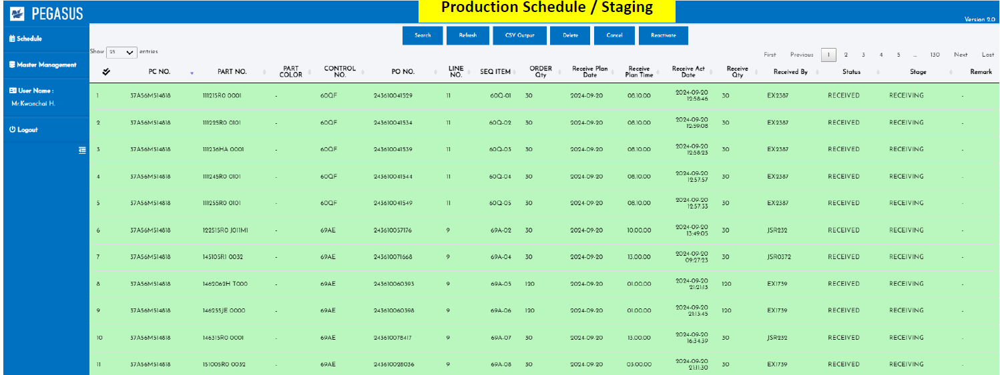 PEGASUS
Production Schedule / Staging
Version 2.0
Schedule
Master Management
User Name :
Mr.Kwanchai H.
Logout
Search Refresh CSV Output Delete Cancel Reactivate
Show 25 entries
First Previous 1 2 3 4 5 ... 130 Next Last
PC NO. PART NO. PART COLOR CONTROL NO. PO NO. LINE NO. SEQ ITEM ORDER Qty Receive Plan Date Receive Plan Time Receive Act Date Receive Qty Received By Status Stage Remark
1 37A56M514818 111215R0 0001 - 60QF 243610041529 11 60Q-01 30 2024-09-20 08.10.00 2024-09-20 12:58:46 30 EX2387 RECEIVED RECEIVING -
2 37A56M514818 111225R0 0101 - 60QF 243610041534 11 60Q-02 30 2024-09-20 08.10.00 2024-09-20 12:59:08 30 EX2387 RECEIVED RECEIVING -
3 37A56M514818 111236HA 0001 - 60QF 243610041539 11 60Q-03 30 2024-09-20 08.10.00 2024-09-20 12:58:23 30 EX2387 RECEIVED RECEIVING -
4 37A56M514818 111245R0 0101 - 60QF 243610041544 11 60Q-04 30 2024-09-20 08.10.00 2024-09-20 12:57:57 30 EX2387 RECEIVED RECEIVING -
5 37A56M514818 111255R0 0101 - 60QF 243610041549 11 60Q-05 30 2024-09-20 08.10.00 2024-09-20 12:57:33 30 EX2387 RECEIVED RECEIVING -
6 37A56M514818 122515R0 J011M1 - 69AE 243610057176 9 69A-02 30 2024-09-20 10.00.00 2024-09-20 13:49:05 30 JSR232 RECEIVED RECEIVING -
7 37A56M514818 145105R1 0032 - 69AE 243610071668 9 69A-04 30 2024-09-20 13.00.00 2024-09-20 09:27:23 30 JSR0372 RECEIVED RECEIVING -
8 37A56M514818 1462062H T000 - 69AE 243610060393 9 69A-05 120 2024-09-20 01.00.00 2024-09-20 21:21:13 120 EX1739 RECEIVED RECEIVING -
9 37A56M514818 146255JE 0000 - 69AE 243610060398 9 69A-06 120 2024-09-20 01.00.00 2024-09-20 21:13:45 120 EX1739 RECEIVED RECEIVING -
10 37A56M514818 146315R0 0001 - 69AE 243610078417 9 69A-07 30 2024-09-20 13.00.00 2024-09-20 16:34:39 30 JSR232 RECEIVED RECEIVING -
11 37A56M514818 151005R0 0032 - 69AE 243610028036 9 69A-08 30 2024-09-20 03.00.00 2024-09-20 21:11:30 30 EX1739 RECEIVED RECEIVING -